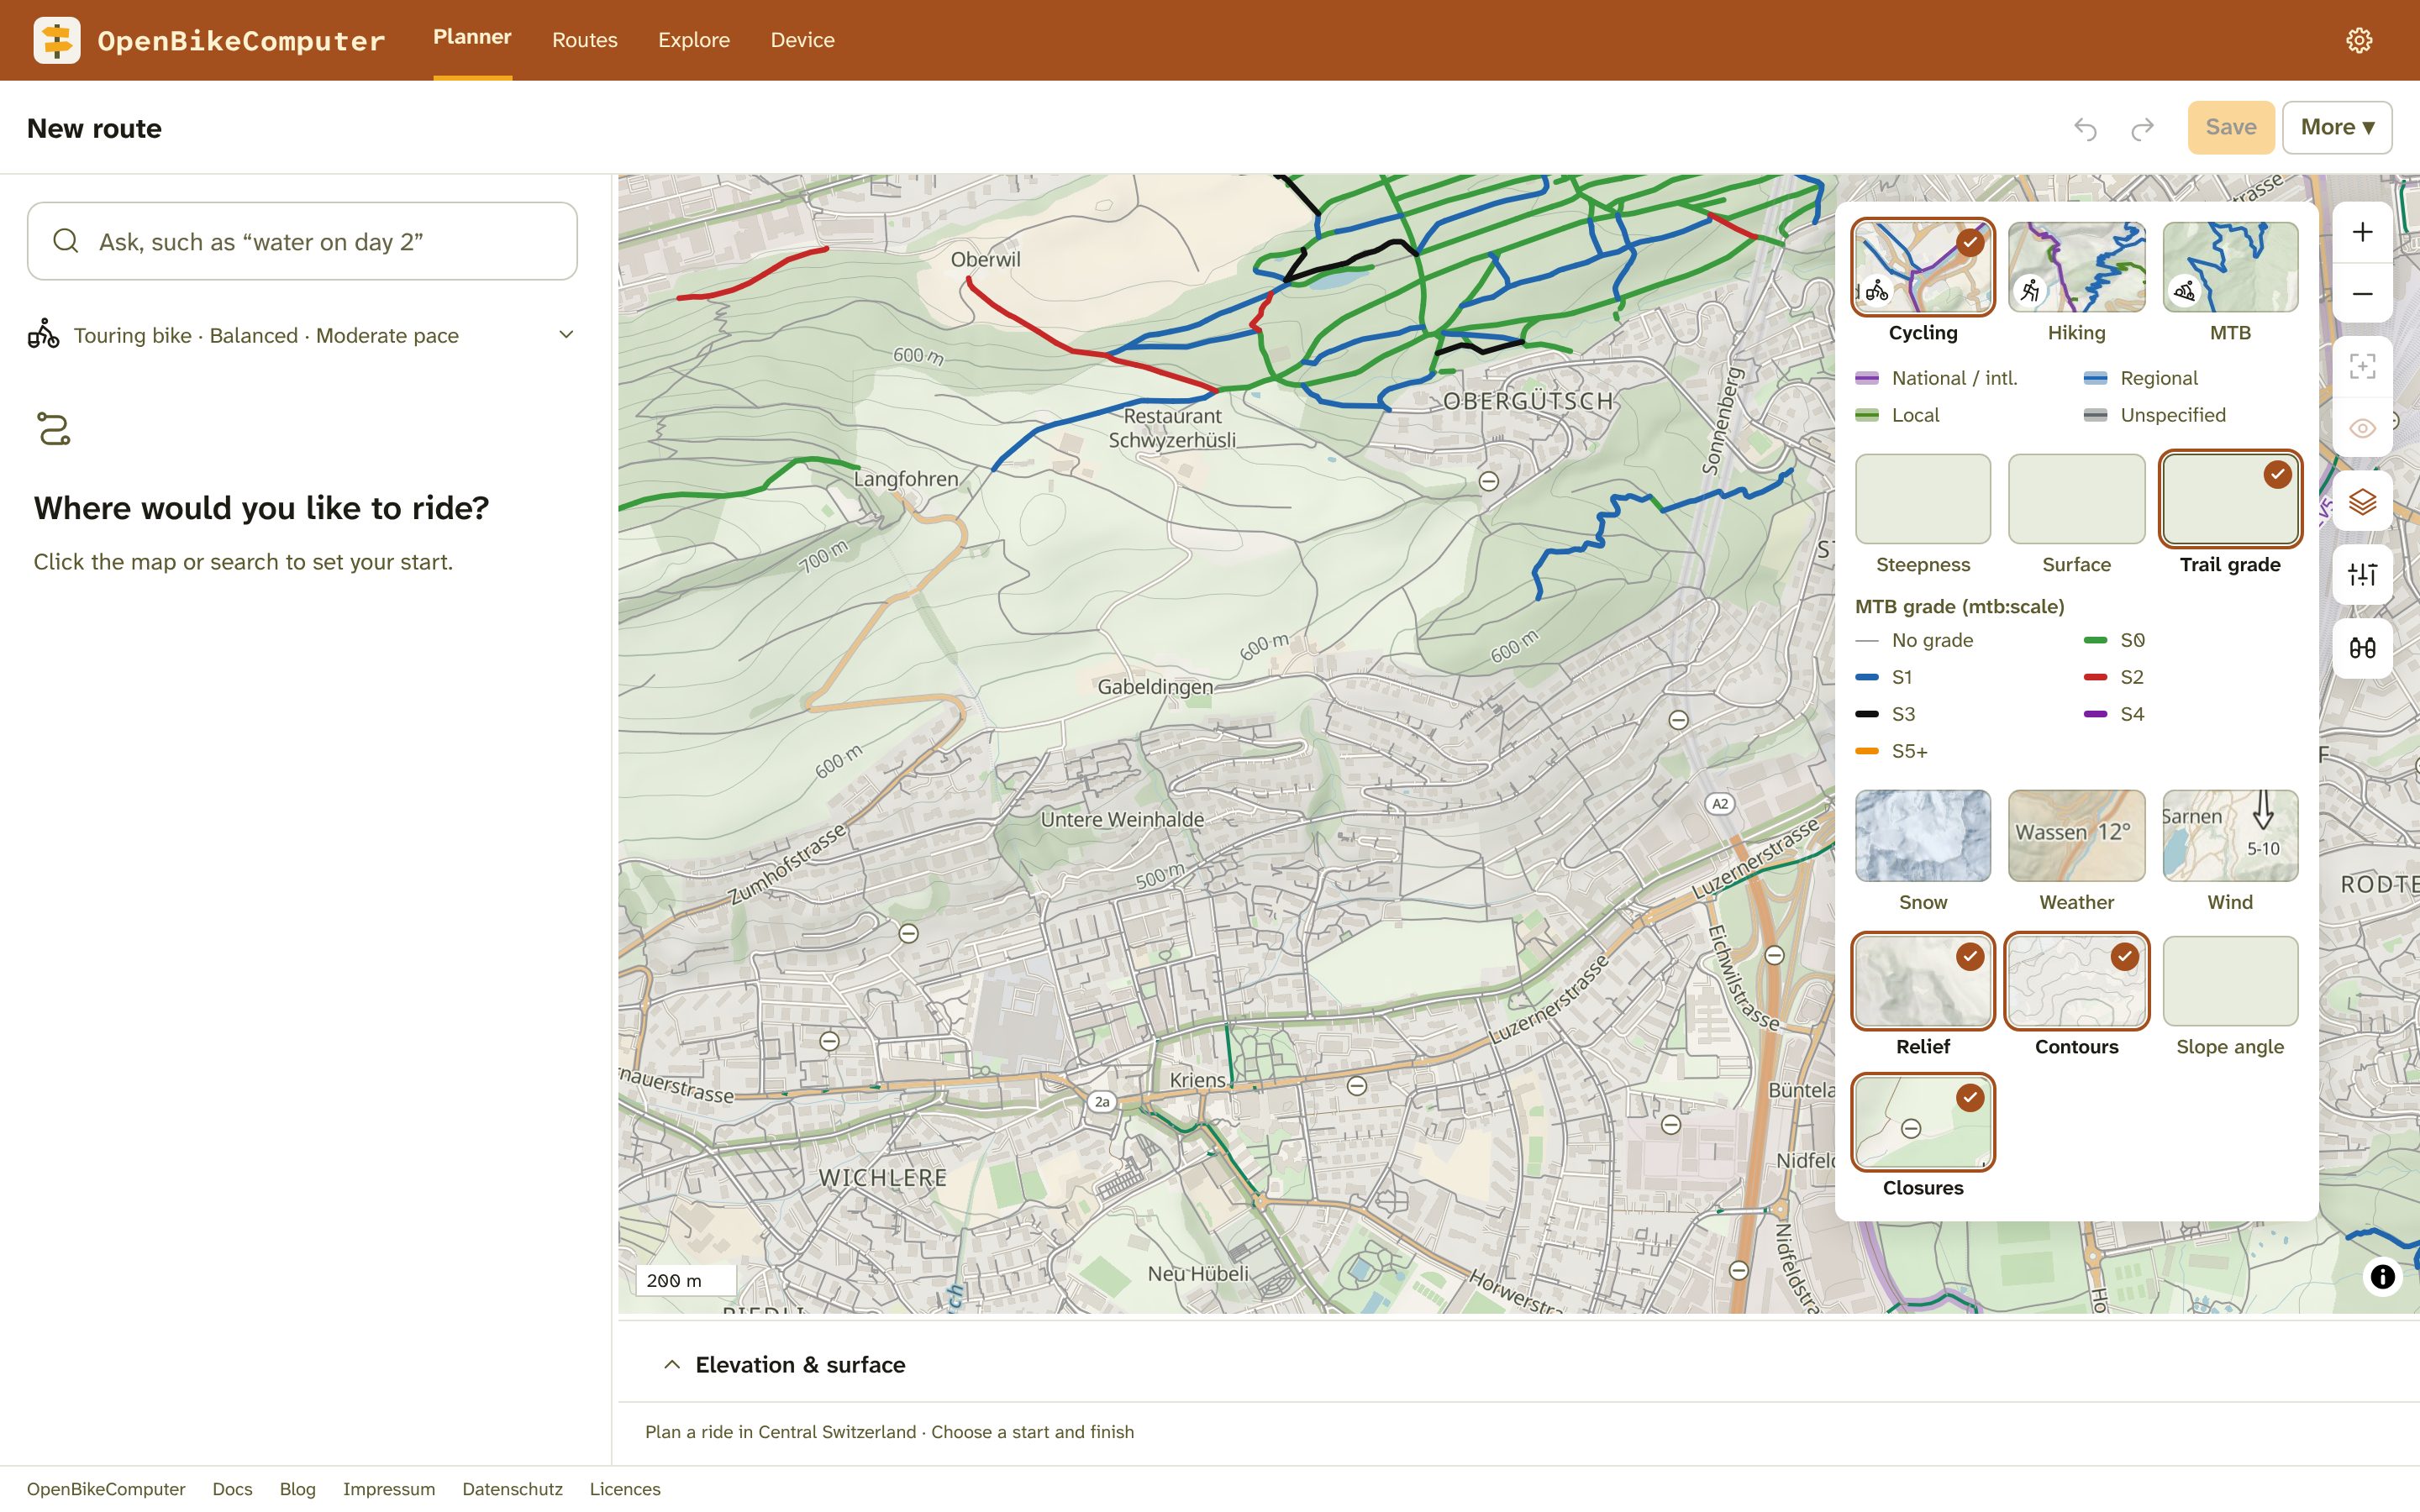 OpenBikeComputer
Planner
Routes
Explore
Device
New route
Save
More ▾
Ask, such as “water on day 2”
Touring bike · Balanced · Moderate pace
Where would you like to ride?
Click the map or search to set your start.
Oberwil
600 m
OBERGÜTSCH
Sonnenberg
Restaurant
Schwyzerhüsli
Langfohren
700 m
600 m
600 m
Gabeldingen
600 m
Untere Weinhalde
A2
Zumhofstrasse
500 m
Luzernerstrasse
Eichwilstrasse
Luzernerstrasse
Kriens
2a
WICHLERE
Neu Hübeli
Nidfeldstra
Horwerstra
200 m
Cycling
Hiking
MTB
National / intl.
Regional
Local
Unspecified
Steepness
Surface
Trail grade
MTB grade (mtb:scale)
No grade
S0
S1
S2
S3
S4
S5+
Wassen 12°
Sarnen
5-10
Snow
Weather
Wind
Relief
Contours
Slope angle
Closures
Elevation & surface
Plan a ride in Central Switzerland · Choose a start and finish
OpenBikeComputer
Docs
Blog
Impressum
Datenschutz
Licences